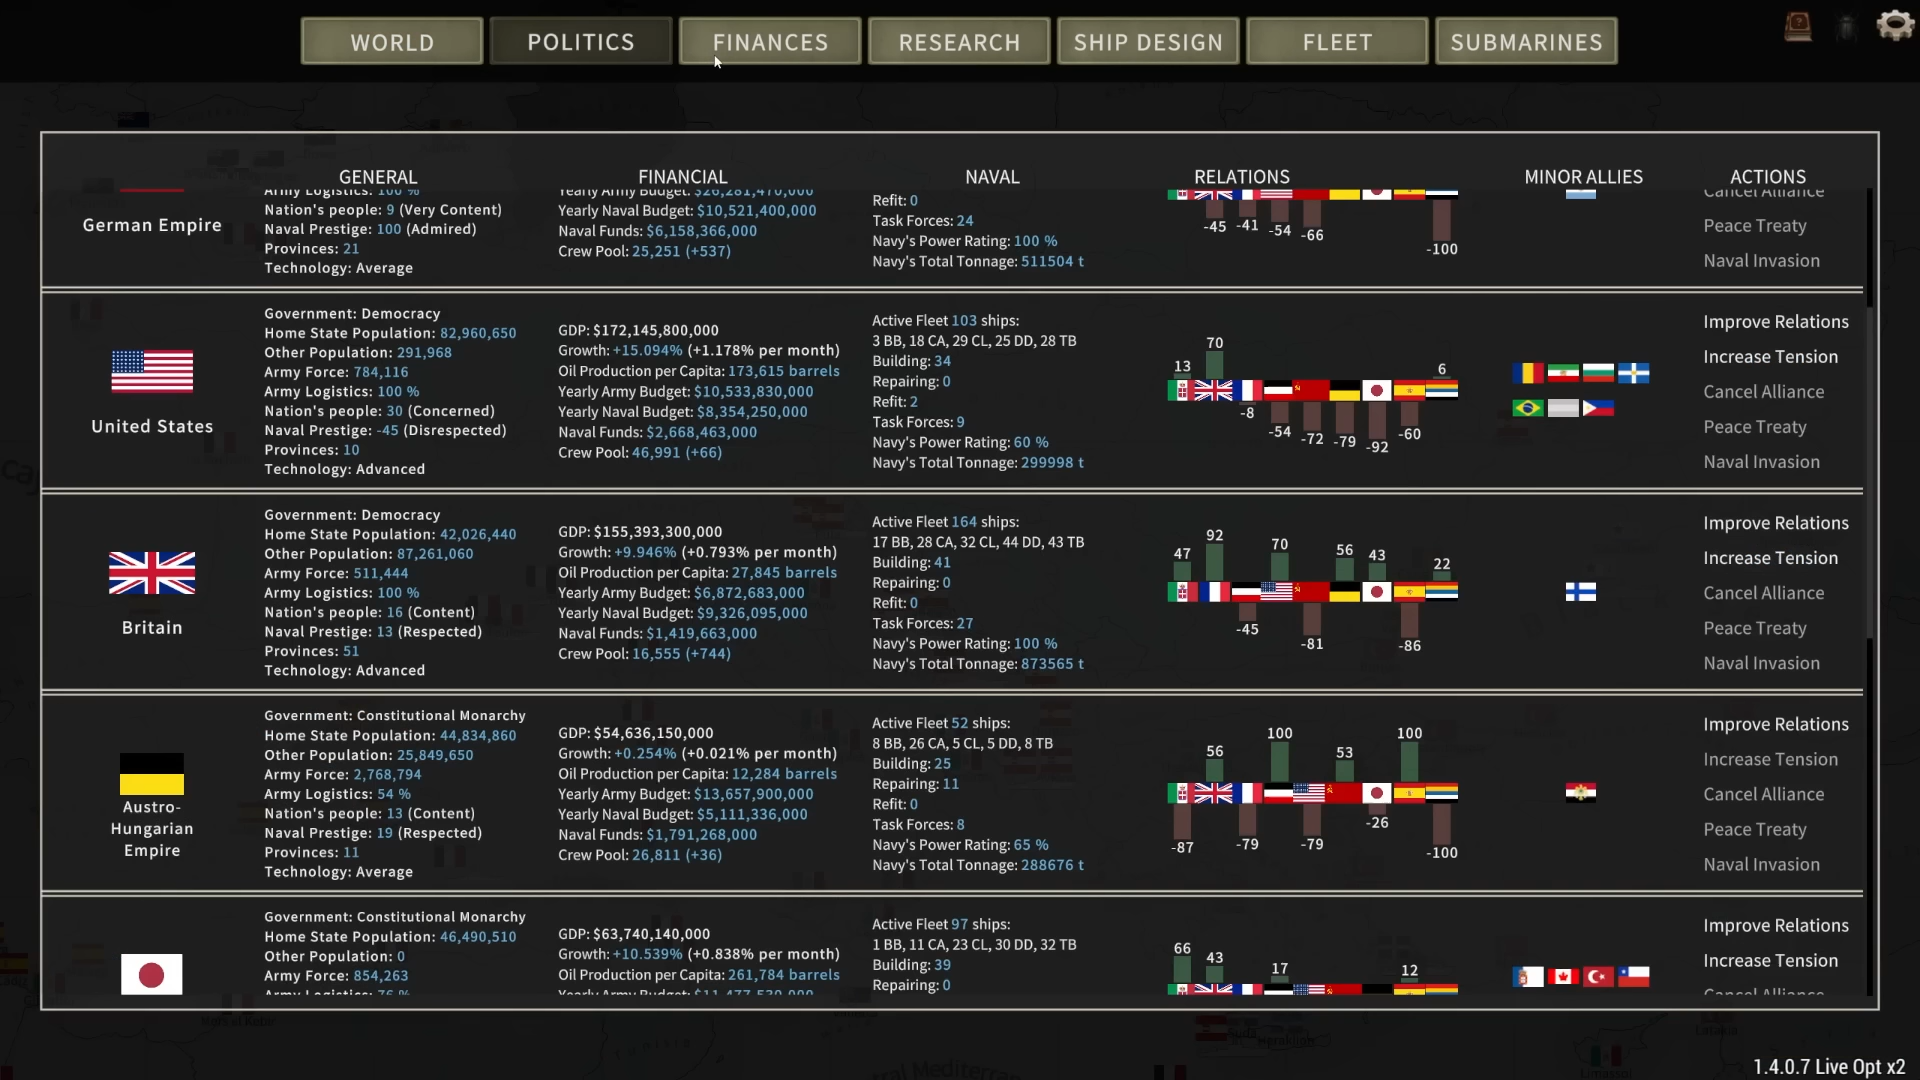 WORLD
POLITICS
FINANCES
RESEARCH
SHIP DESIGN
FLEET
SUBMARINES
GENERAL
FINANCIAL
NAVAL
RELATIONS
MINOR ALLIES
ACTIONS
German Empire
Army Logistics: 100 %
Nation's people: 9 (Very Content)
Naval Prestige: 100 (Admired)
Provinces: 21
Technology: Average
Yearly Army Budget: $26,281,470,000
Yearly Naval Budget: $10,521,400,000
Naval Funds: $6,158,366,000
Crew Pool: 25,251 (+537)
Refit: 0
Task Forces: 24
Navy's Power Rating: 100 %
Navy's Total Tonnage: 511504 t
-45 -41 -54 -66 -100
Cancel Alliance
Peace Treaty
Naval Invasion
United States
Government: Democracy
Home State Population: 82,960,650
Other Population: 291,968
Army Force: 784,116
Army Logistics: 100 %
Nation's people: 30 (Concerned)
Naval Prestige: -45 (Disrespected)
Provinces: 10
Technology: Advanced
GDP: $172,145,800,000
Growth: +15.094% (+1.178% per month)
Oil Production per Capita: 173,615 barrels
Yearly Army Budget: $10,533,830,000
Yearly Naval Budget: $8,354,250,000
Naval Funds: $2,668,463,000
Crew Pool: 46,991 (+66)
Active Fleet 103 ships:
3 BB, 18 CA, 29 CL, 25 DD, 28 TB
Building: 34
Repairing: 0
Refit: 2
Task Forces: 9
Navy's Power Rating: 60 %
Navy's Total Tonnage: 299998 t
13 70 6
-8 -54 -72 -79 -92 -60
Improve Relations
Increase Tension
Cancel Alliance
Peace Treaty
Naval Invasion
Britain
Government: Democracy
Home State Population: 42,026,440
Other Population: 87,261,060
Army Force: 511,444
Army Logistics: 100 %
Nation's people: 16 (Content)
Naval Prestige: 13 (Respected)
Provinces: 51
Technology: Advanced
GDP: $155,393,300,000
Growth: +9.946% (+0.793% per month)
Oil Production per Capita: 27,845 barrels
Yearly Army Budget: $6,872,683,000
Yearly Naval Budget: $9,326,095,000
Naval Funds: $1,419,663,000
Crew Pool: 16,555 (+744)
Active Fleet 164 ships:
17 BB, 28 CA, 32 CL, 44 DD, 43 TB
Building: 41
Repairing: 0
Refit: 0
Task Forces: 27
Navy's Power Rating: 100 %
Navy's Total Tonnage: 873565 t
47 92 70 56 43 22
-45 -81 -86
Improve Relations
Increase Tension
Cancel Alliance
Peace Treaty
Naval Invasion
Austro-
Hungarian
Empire
Government: Constitutional Monarchy
Home State Population: 44,834,860
Other Population: 25,849,650
Army Force: 2,768,794
Army Logistics: 54 %
Nation's people: 13 (Content)
Naval Prestige: 19 (Respected)
Provinces: 11
Technology: Average
GDP: $54,636,150,000
Growth: +0.254% (+0.021% per month)
Oil Production per Capita: 12,284 barrels
Yearly Army Budget: $13,657,900,000
Yearly Naval Budget: $5,111,336,000
Naval Funds: $1,791,268,000
Crew Pool: 26,811 (+36)
Active Fleet 52 ships:
8 BB, 26 CA, 5 CL, 5 DD, 8 TB
Building: 25
Repairing: 11
Refit: 0
Task Forces: 8
Navy's Power Rating: 65 %
Navy's Total Tonnage: 288676 t
56 100 53 100
-87 -79 -79 -26 -100
Improve Relations
Increase Tension
Cancel Alliance
Peace Treaty
Naval Invasion
Government: Constitutional Monarchy
Home State Population: 46,490,510
Other Population: 0
Army Force: 854,263
Army Logistics: 76 %
GDP: $63,740,140,000
Growth: +10.539% (+0.838% per month)
Oil Production per Capita: 261,784 barrels
Yearly Army Budget: $11,477,530,000
Active Fleet 97 ships:
1 BB, 11 CA, 23 CL, 30 DD, 32 TB
Building: 39
Repairing: 0
66 43 17 12
Improve Relations
Increase Tension
Cancel Alliance
1.4.0.7 Live Opt x2